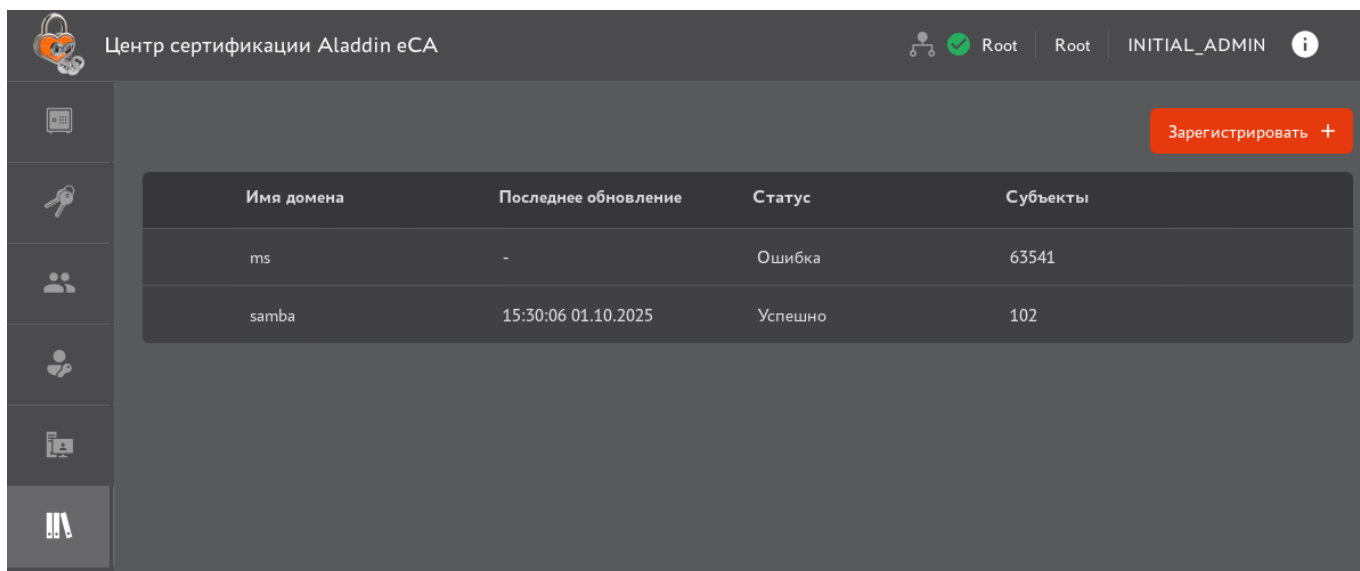 Центр сертификации Aladdin eCA Root Root INITIAL_ADMIN i
Зарегистрировать +
Имя домена Последнее обновление Статус Субъекты
ms - Ошибка 63541
samba 15:30:06 01.10.2025 Успешно 102